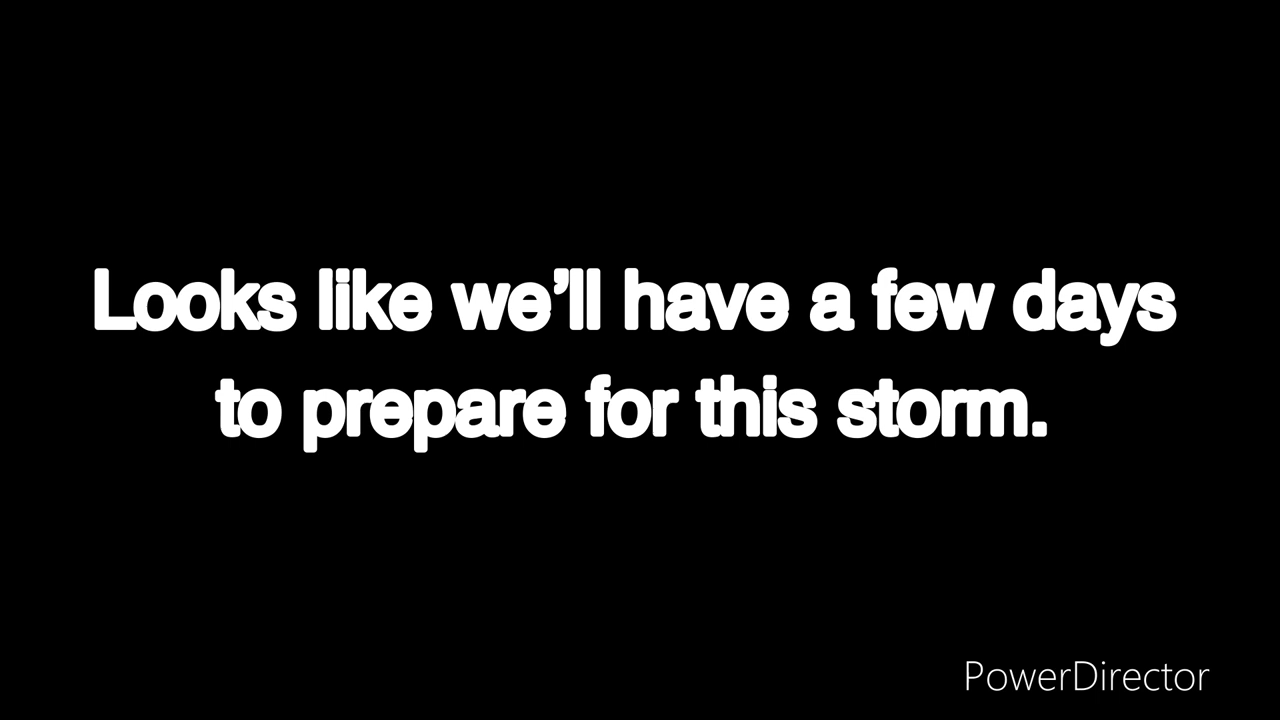 Looks like we’ll have a few days
to prepare for this storm.
PowerDirector